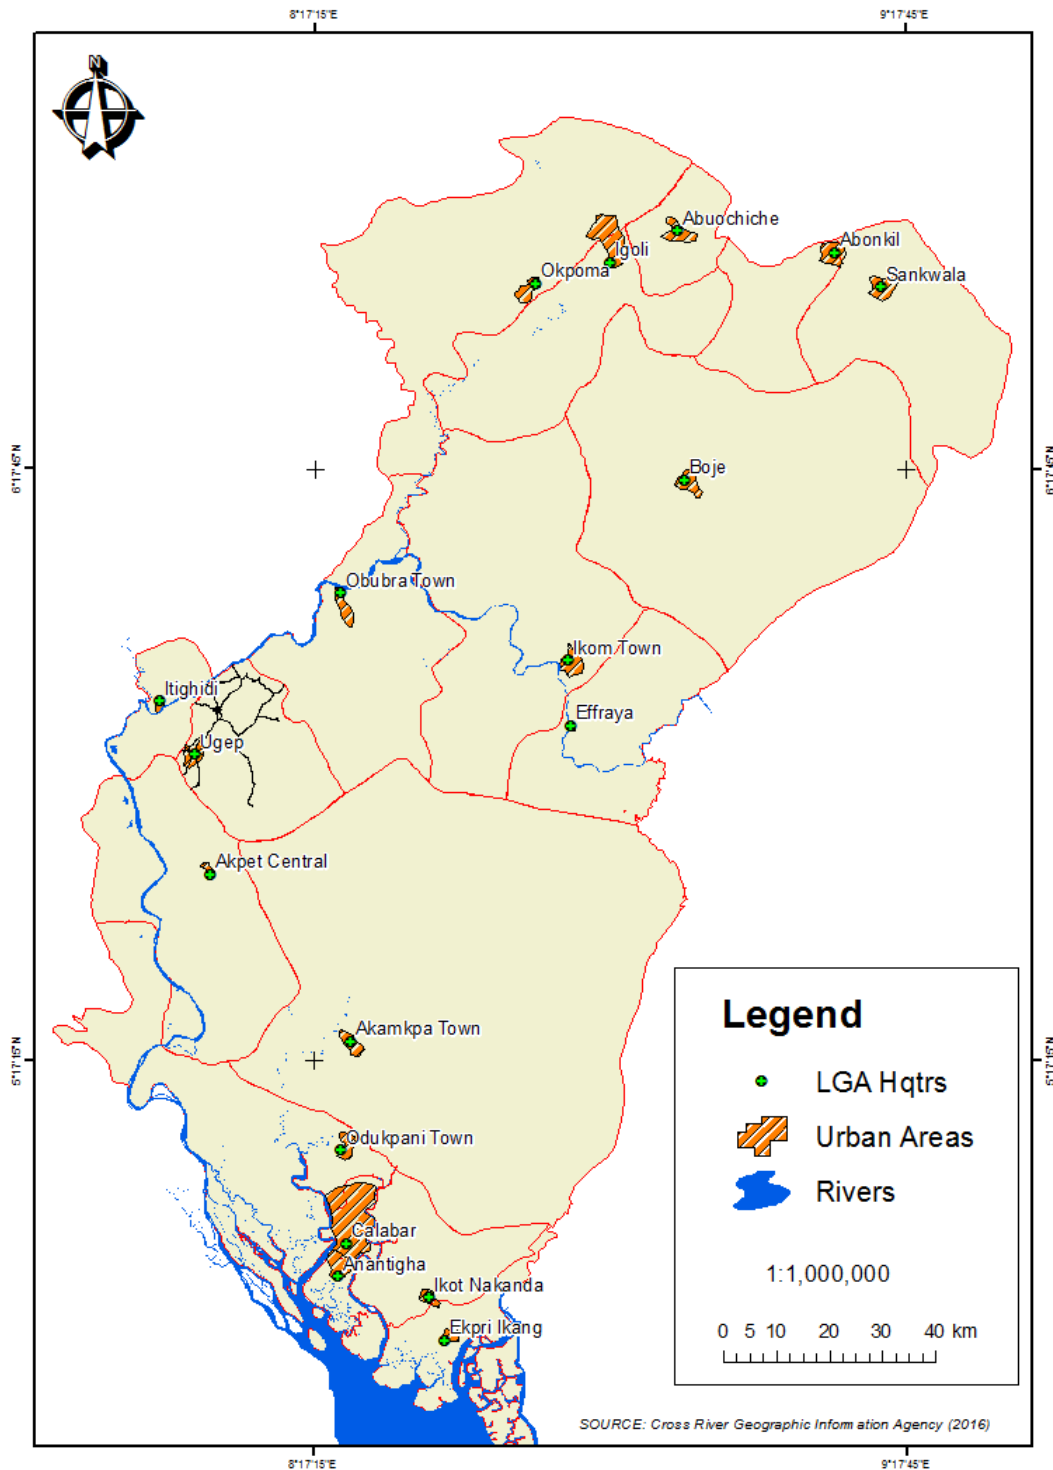 8°17'15"E 9°17'45"E
N
Abuochiche
Igoli
Abonkil
Okpoma
Sankwala
6°17'45"N 6°17'45"N
Boje
Obubra Town
Ikom Town
Itighidi
Effraya
Ugep
Akpet Central
Legend
Akamkpa Town
5°17'15"N 5°17'15"N
LGA Hqtrs
Odukpani Town
Urban Areas
Rivers
Calabar
Anantigha
1:1,000,000
Ikot Nakanda
Ekpri Ikang
0 5 10 20 30 40 km
SOURCE: Cross River Geographic Information Agency (2016)
8°17'15"E 9°17'45"E